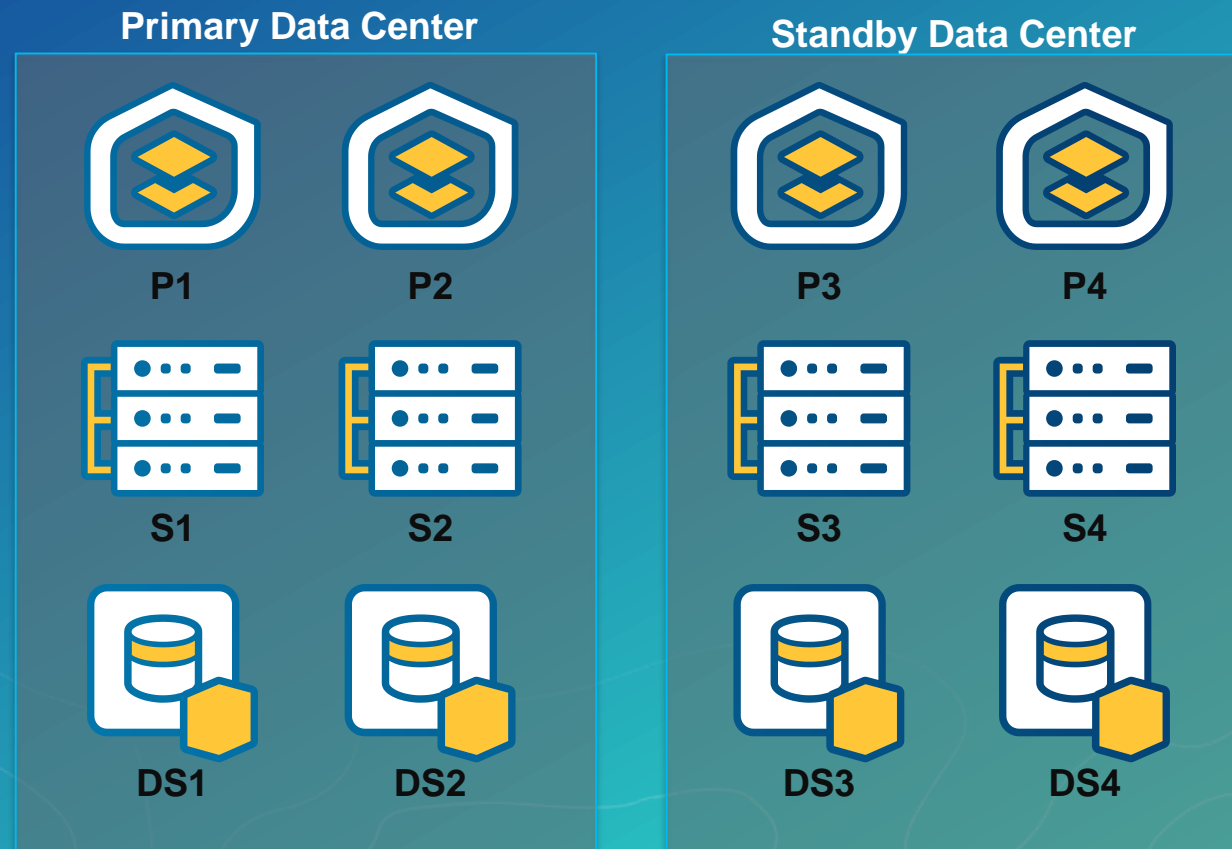 Primary Data Center
Standby Data Center
P1
P2
P3
P4
S1
S2
S3
S4
DS1
DS2
DS3
DS4